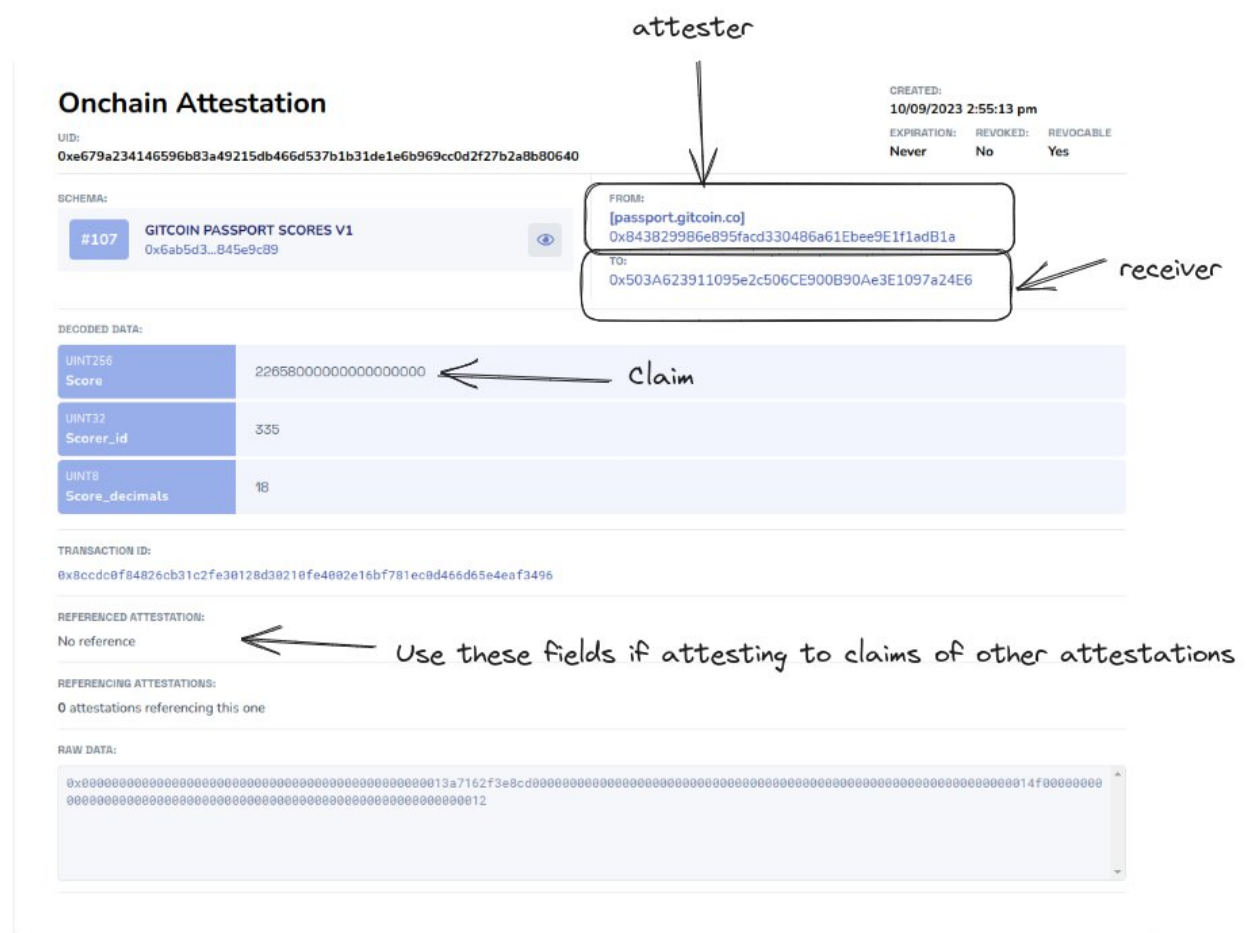 attester
Onchain Attestation
CREATED:
10/09/2023 2:55:13 pm
UID:
0xe679a234146596b83a49215db466d537b1b31de1e6b969cc0d2f27b2a8b80640
EXPIRATION: REVOKED: REVOCABLE
Never No Yes
SCHEMA:
#107
GITCOIN PASSPORT SCORES V1
0x6ab5d3...845e9c89
FROM:
[passport.gitcoin.co]
0x843829986e895facd330486a61Ebee9E1f1adB1a
TO:
0x503A623911095e2c506CE900B90Ae3E1097a24E6
receiver
DECODED DATA:
UINT256
Score
22658000000000000000
Claim
UINT32
Scorer_id
335
UINT8
Score_decimals
18
TRANSACTION ID:
0x8ccdc0f84826cb31c2fe30128d30210fe4002e16bf781ec0d466d65e4eaf3496
REFERENCED ATTESTATION:
No reference
Use these fields if attesting to claims of other attestations
REFERENCING ATTESTATIONS:
0 attestations referencing this one
RAW DATA: